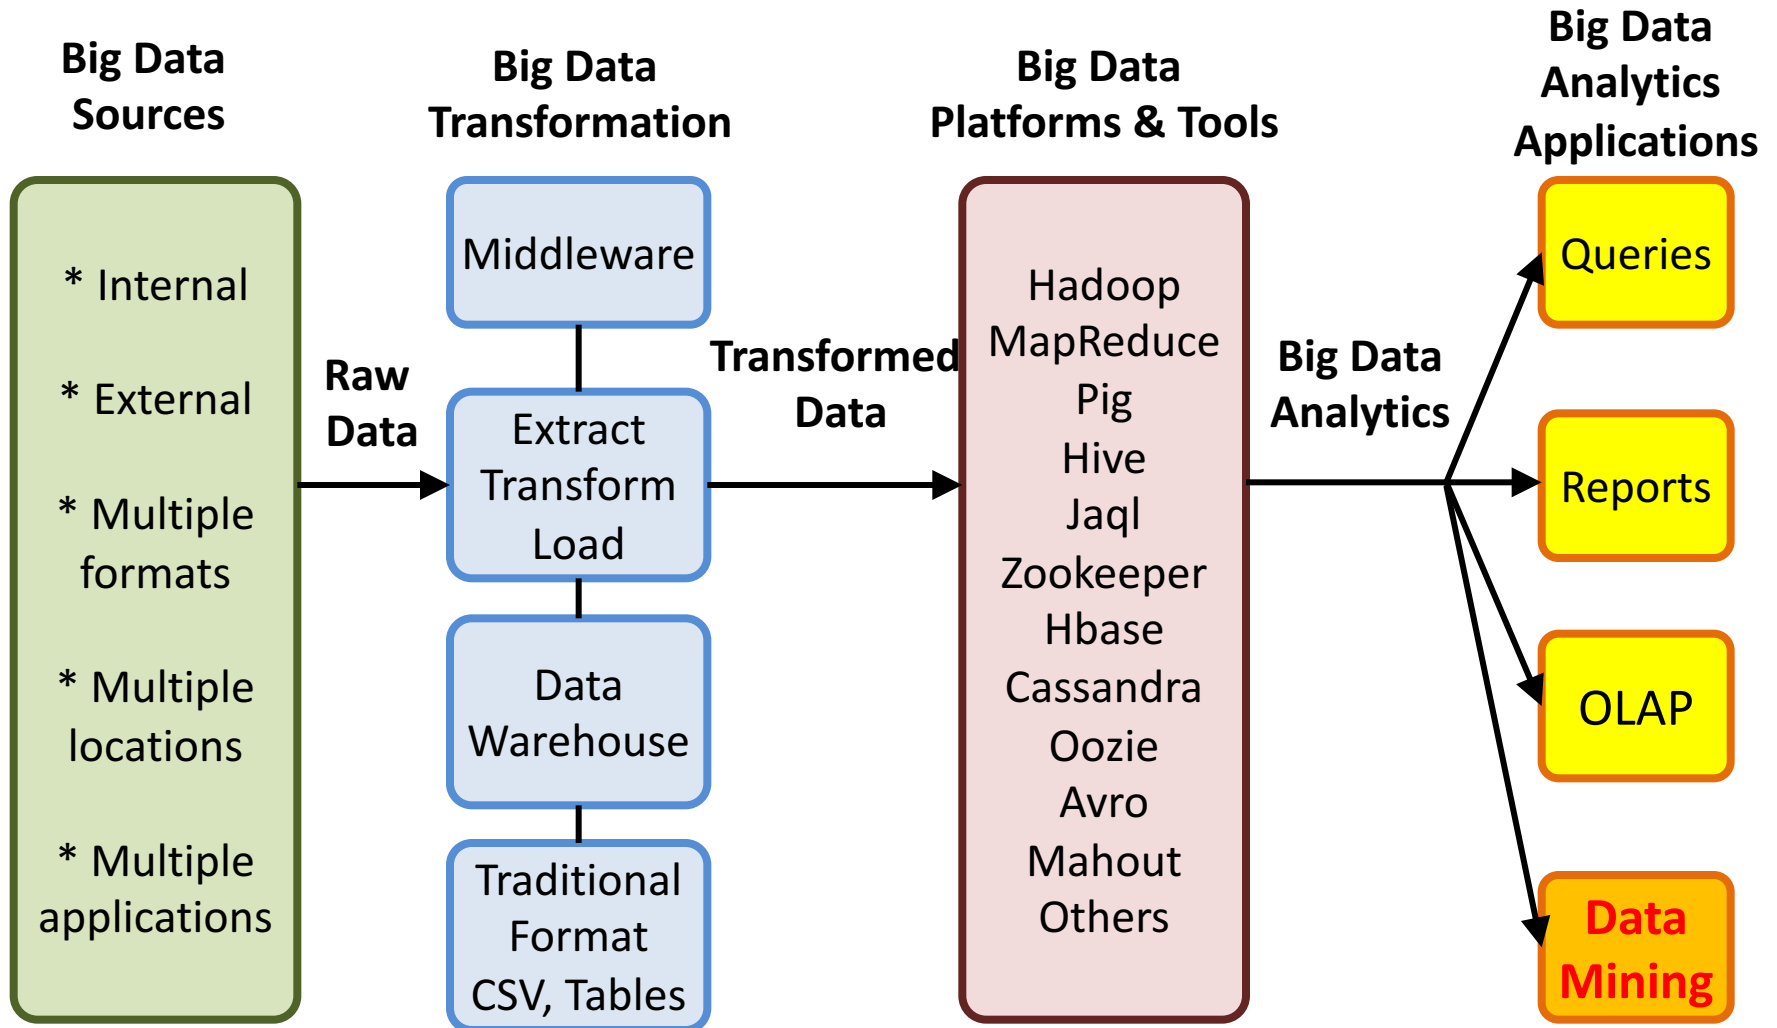 Big Data
Sources
Big Data
Transformation
Big Data
Platforms & Tools
Big Data
Analytics
Applications
* Internal
* External
* Multiple
formats
* Multiple
locations
* Multiple
applications
Raw
Data
Middleware
Extract
Transform
Load
Data
Warehouse
Traditional
Format
CSV, Tables
Transformed
Data
Hadoop
MapReduce
Pig
Hive
Jaql
Zookeeper
Hbase
Cassandra
Oozie
Avro
Mahout
Others
Big Data
Analytics
Queries
Reports
OLAP
Data
Mining